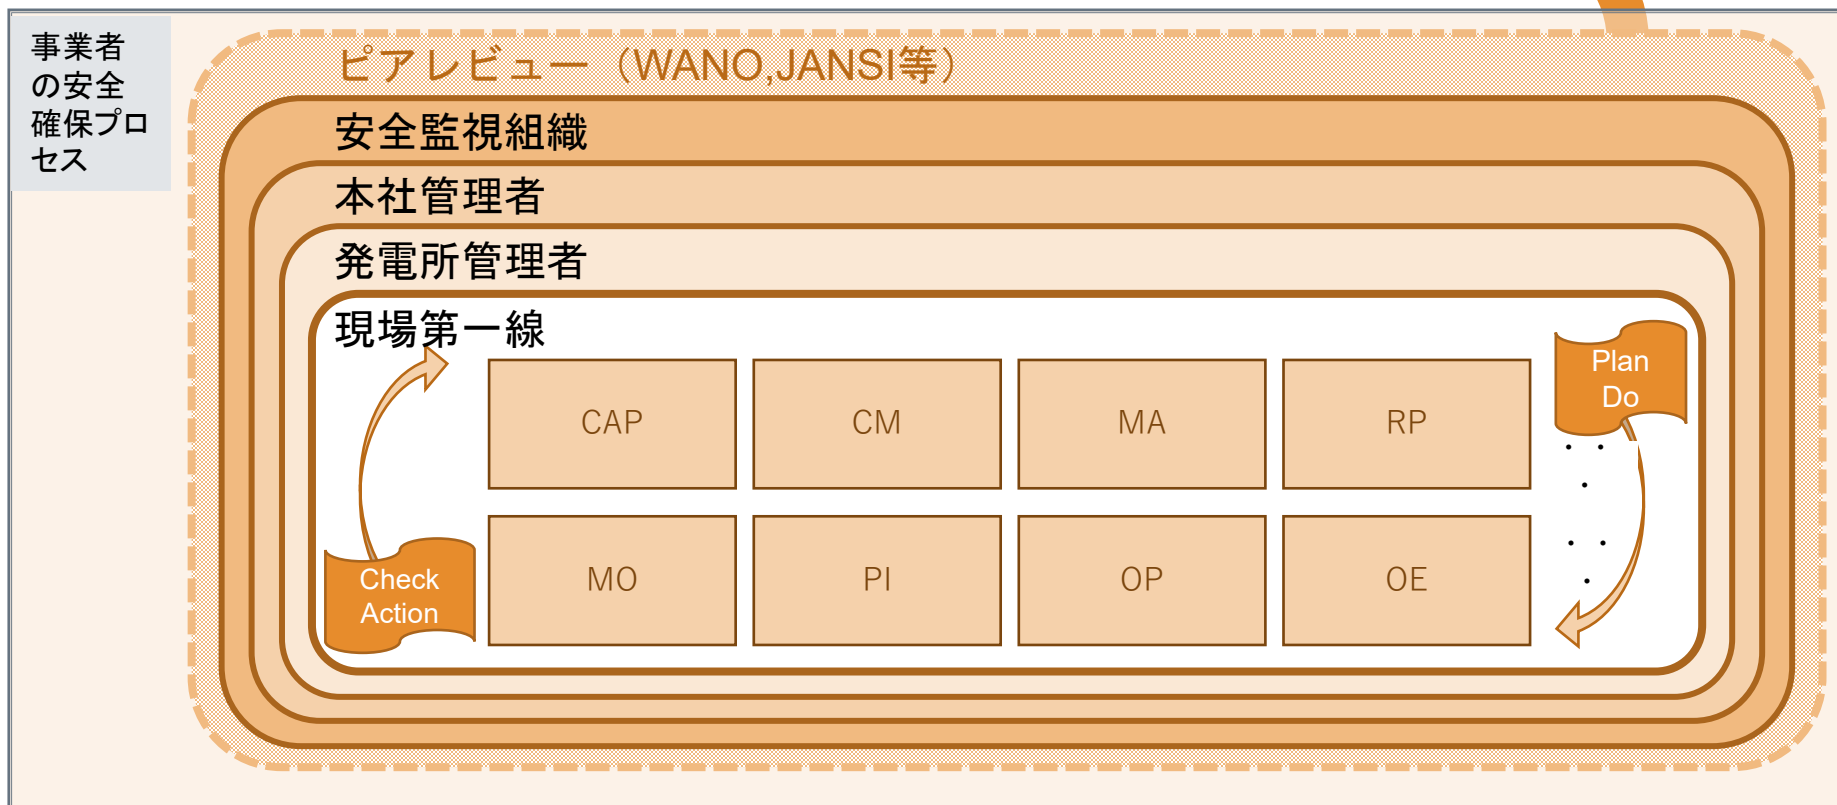 事業者
の安全
確保プロ
セス
ピアレビュー（WANO,JANSI等）
安全監視組織
本社管理者
発電所管理者
現場第一線
Plan
Do
CAP
CM
MA
RP
・・
・
MO
PI
OP
OE
・・
・
Check
Action